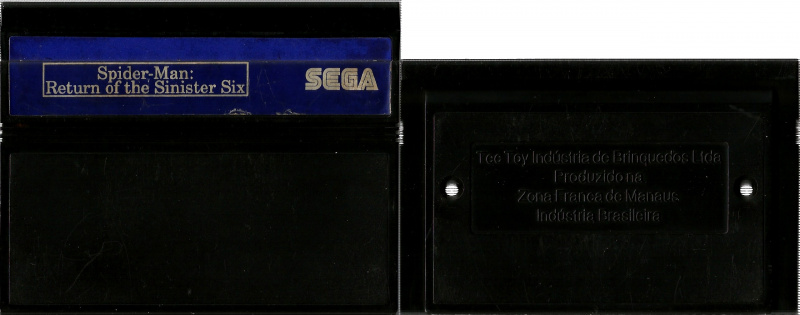 Spider-Man:
Return of the Sinister Six
SEGA
Tec Toy Indústria de Brinquedos Ltda
Produzido na
Zona Franca de Manaus
Indústria Brasileira